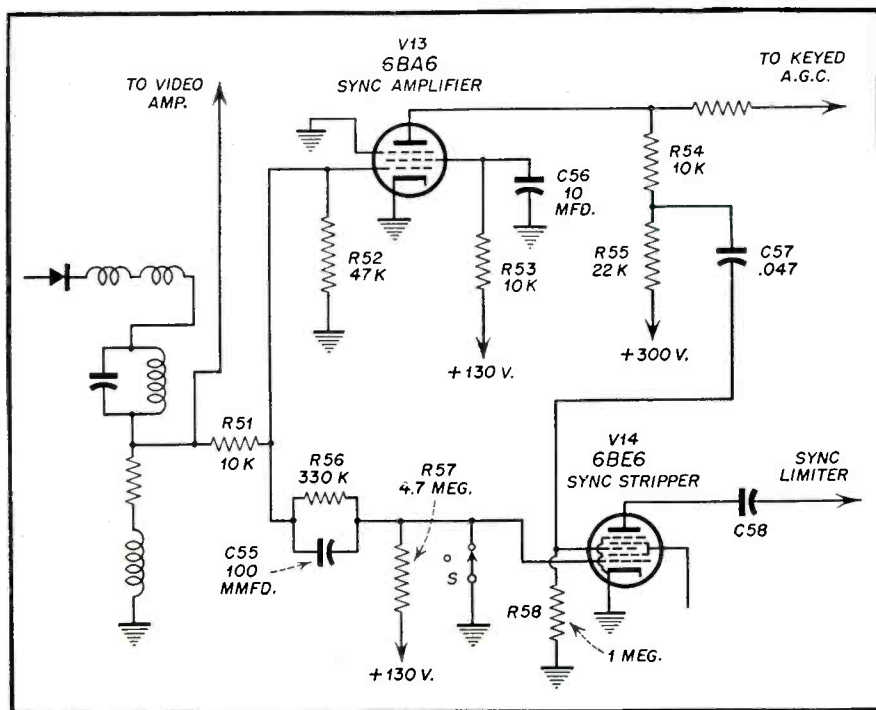 V13
6BA6
SYNC AMPLIFIER
TO VIDEO
AMP.
TO KEYED
A.G.C.
C56
10
MFD.
R54
10K
R52
47K
R53
10K
R55
22K
C57
.047
+130 V.
+300 V.
R51
10K
R56
330 K
R57
4.7 MEG.
V14
6BE6
SYNC STRIPPER
SYNC
LIMITER
C58
C55
100
MMFD.
S
R58
1 MEG.
+130 V.